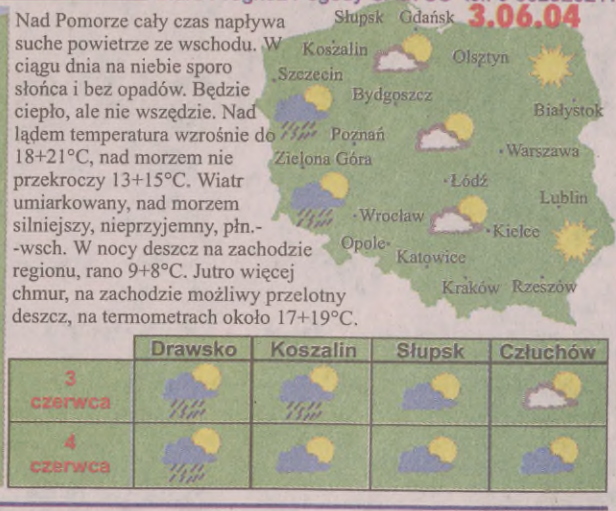 Nad Pomorze cały czas napływa
suche powietrze ze wschodu. W
ciągu dnia na niebie sporo
słońca i bez opadów. Będzie
ciepło, ale nie wszędzie. Nad
lądem temperatura wzrośnie do
18+21°C, nad morzem nie
przekroczy 13+15°C. Wiatr
umiarkowany, nad morzem
silniejszy, nieprzyjemny, płn.-
-wsch. W nocy deszcz na zachodzie
regionu, rano 9+8°C. Jutro więcej
chmur, na zachodzie możliwy przelotny
deszcz, na termometrach około 17+19°C.
Słupsk Gdańsk 3.06.04
Koszalin
Olsztyn
Szczecin
Bydgoszcz
Białystok
Poznań
Warszawa
Zielona Góra
Łódź
Lublin
Wrocław
Kielce
Opole
Katowice
Kraków Rzeszów
Drawsko Koszalin Słupsk Człuchów
3
czerwca
4
czerwca